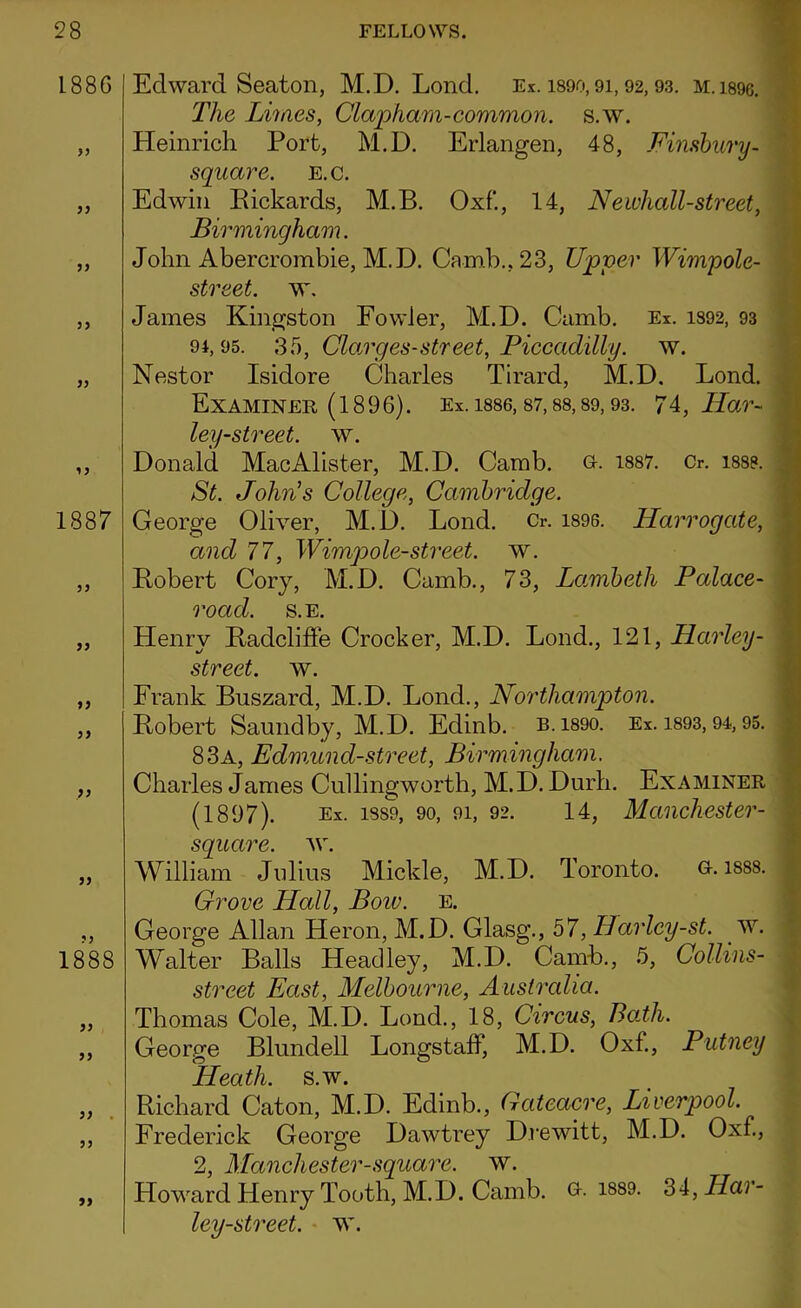 28 FELLOWS.
1886 Edward Seaton, M.D. Lond. Ex. 1890, 91, 92, 93. M. 1896.
The Limes, Clapham-common. S.W.
„ Heinrich Port, M.D. Erlangen, 48, Finsbury-
square. E.C.
„ Edwin Rickards, M.B. Oxf., 14, Newhall-street,
Birmingham.
„ John Abercrombie, M.D. Camb., 23, Upper Wimpole-
street. W.
„ James Kingston Fowler, M.D. Camb. Ex. 1892, 93
94, 95. 35, Clarges-street, Piccadilly. W.
„ Nestor Isidore Charles Tirard, M.D. Lond.
EXAMINER (1896). Ex. 1886, 87, 88, 89, 93. 74, Har-
ley-street. W.
„ Donald MacAlister, M.D. Camb. G. 1887. Cr. 1888.
St. John's College, Cambridge.
1887 George Oliver, M.D. Lond. Cr. 1896. Harrogate,
and 77, Wimpole-street. W.
„ Robert Cory, M.D. Camb., 73, Lambeth Palace-
road. S.E.
„ Henry Radcliffe Crocker, M.D. Lond., 121, Harley-
street. W.
„ Frank Buszard, M.D. Lond., Northampton.
„ Robert Saundby, M.D. Edinb. B. 1890. Ex. 1893, 94, 95.
83A, Edmund-street, Birmingham.
„ Charles James Cullingworth, M.D. Durh. EXAMINER
(1897). Ex. 1889, 90, 91, 92. 14, Manchester-
square. W.
„ William Julius Mickle, M.D. Toronto. G. 1888.
Grove Hall, Bow. E.
„ George Allan Heron, M.D. Glasg., 57, Harley-st. W.
1888 Walter Balls Headley, M.D. Camb., 5, Collins-
street East, Melbourne, Australia.
„ Thomas Cole, M.D. Lond., 18, Circus, Bath.
„ George Blundell Longstaff, M.D. Oxf., Putney
Heath. S.W.
„ Richard Caton, M.D. Edinb., Gateacre, Liverpool.
„ Frederick George Dawtrey Drewitt, M.D. Oxf.,
2, Manchester-square. W.
„ Howard Henry Tooth, M.D. Camb. G. 1889. 34, Har-
ley-street. W.